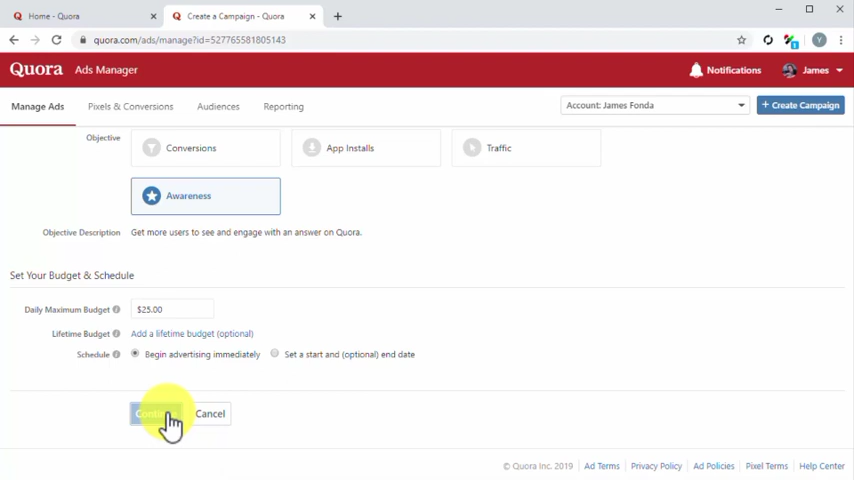 Home - Quora
Create a Campaign - Quora
quora.com/ads/manage?id=527765581805143
Y
Quora Ads Manager
Notifications
James
Manage Ads
Pixels & Conversions
Audiences
Reporting
Account: James Fonda
+ Create Campaign
Objective
Conversions
App Installs
Traffic
Awareness
Objective Description
Get more users to see and engage with an answer on Quora.
Set Your Budget & Schedule
Daily Maximum Budget
$25.00
Lifetime Budget
Add a lifetime budget (optional)
Schedule
Begin advertising immediately
Set a start and (optional) end date
Cancel
© Quora Inc. 2019
Ad Terms
Privacy Policy
Ad Policies
Pixel Terms
Help Center